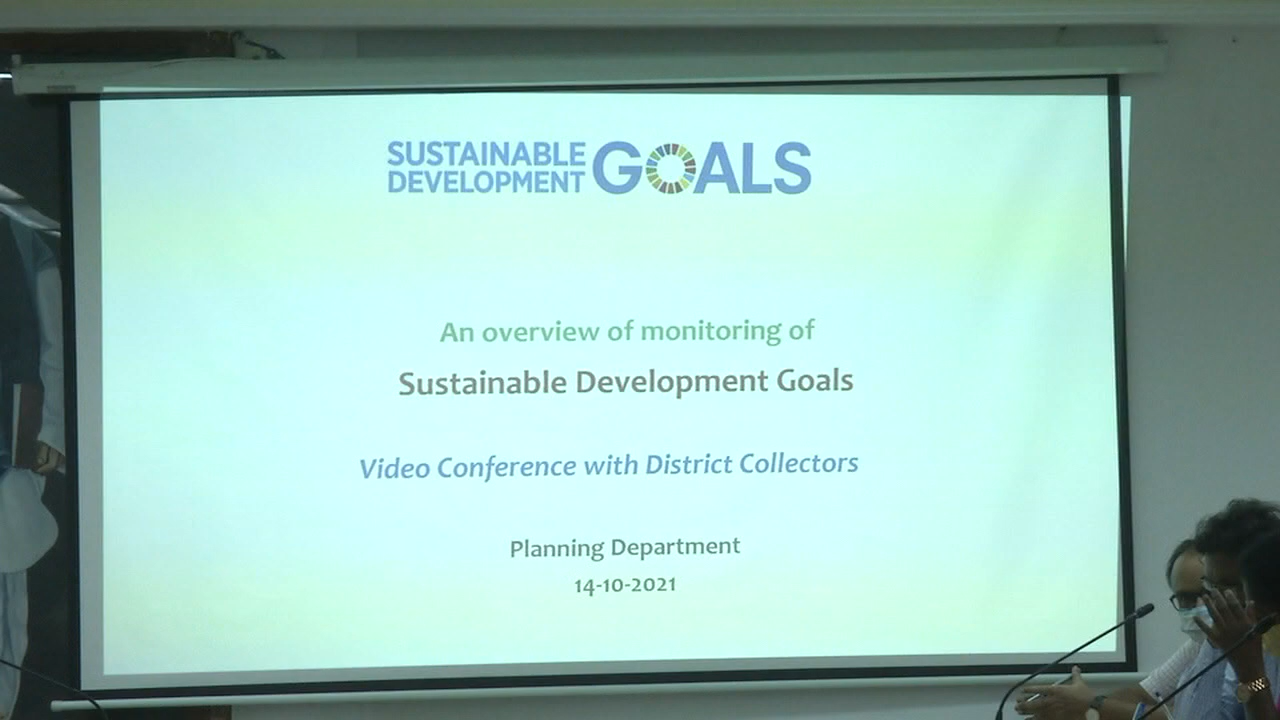 SUSTAINABLE
DEVELOPMENT GOALS
An overview of monitoring of
Sustainable Development Goals
Video Conference with District Collectors
Planning Department
14-10-2021